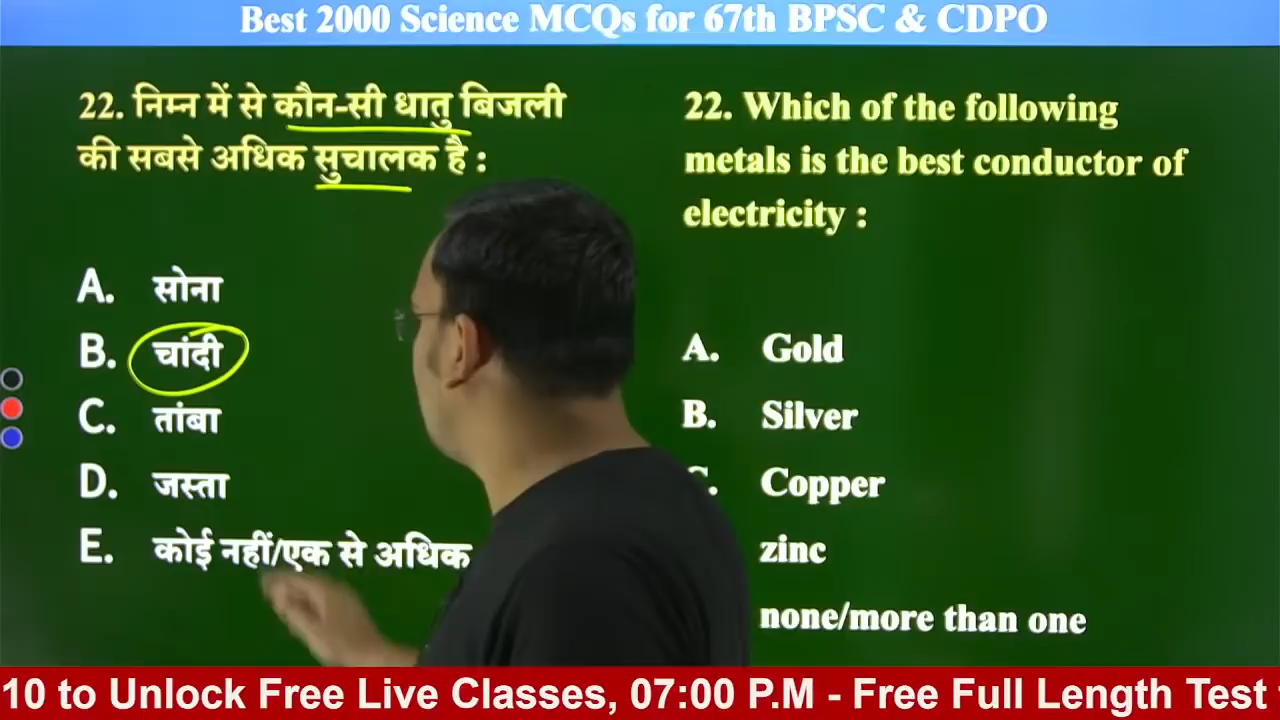 Best 2000 Science MCQs for 67th BPSC & CDPO
22. निम्न में से कौन-सी धातु बिजली
की सबसे अधिक सुचालक है :
A. सोना
B. चांदी
C. तांबा
D. जस्ता
E. कोई नहीं/एक से अधिक
22. Which of the following
metals is the best conductor of
electricity :
A. Gold
B. Silver
C. Copper
zinc
none/more than one
10 to Unlock Free Live Classes, 07:00 P.M - Free Full Length Test